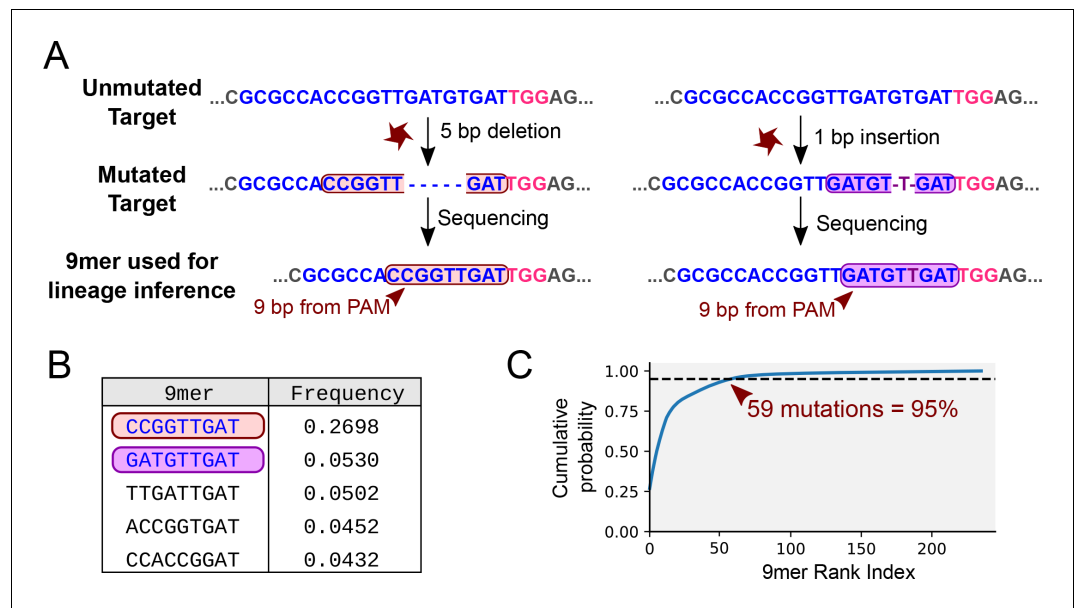 A
Unmutated
Target
...CGCGCCACCGGTTGATGTGATTGGAG...
...CGCGCCACCGGTTGATGTGATTGGAG...
5 bp deletion
1 bp insertion
Mutated
Target
...CGCGCCACCGGTT-----GATTGGAG...
...CGCGCCACCGGTTGATGT-T-GATTGGAG...
Sequencing
Sequencing
9mer used for
lineage inference
...CGCGCCACCGGTTGATTGGAG...
...CGCGCCACCGGTTGATGTTGATTGGAG...
9 bp from PAM
9 bp from PAM
B
9mer Frequency
CCGGTTGAT 0.2698
GATGTTGAT 0.0530
TTGATTGAT 0.0502
ACCGGTGAT 0.0452
CCACCGGAT 0.0432
C
Cumulative
probability
1.00
0.75
0.50
0.25
0.00
59 mutations = 95%
0 50 100 150 200
9mer Rank Index